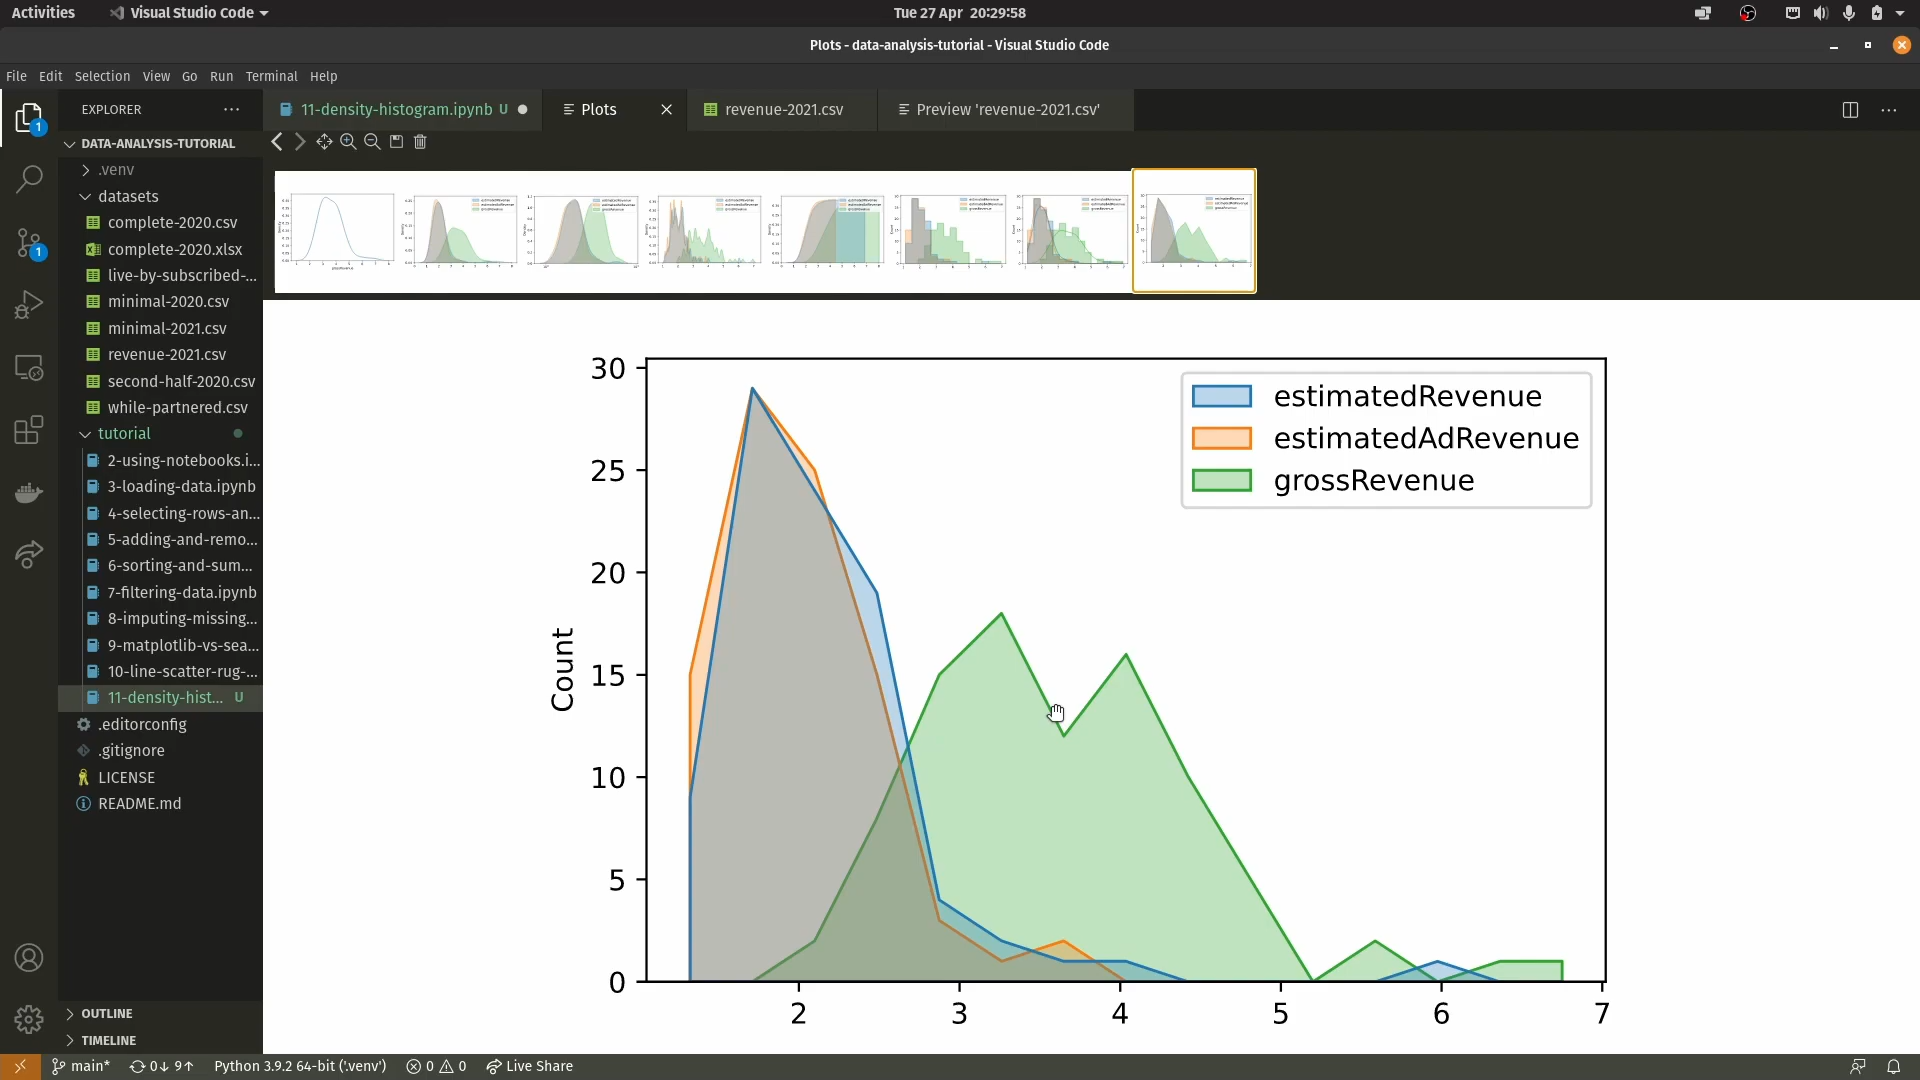 Activities
Visual Studio Code
Tue 27 Apr 20:29:58
Plots - data-analysis-tutorial - Visual Studio Code
File Edit Selection View Go Run Terminal Help
EXPLORER
11-density-histogram.ipynb U
Plots
revenue-2021.csv
Preview 'revenue-2021.csv'
DATA-ANALYSIS-TUTORIAL
.venv
datasets
complete-2020.csv
complete-2020.xlsx
live-by-subscribed-...
minimal-2020.csv
minimal-2021.csv
revenue-2021.csv
second-half-2020.csv
while-partnered.csv
tutorial
2-using-notebooks.i...
3-loading-data.ipynb
4-selecting-rows-an...
5-adding-and-remo...
6-sorting-and-sum...
7-filtering-data.ipynb
8-imputing-missing...
9-matplotlib-vs-sea...
10-line-scatter-rug-...
11-density-hist... U
.editorconfig
.gitignore
LICENSE
README.md
OUTLINE
TIMELINE
1
1
30
25
20
15
10
5
0
Count
estimatedRevenue
estimatedAdRevenue
grossRevenue
2 3 4 5 6 7
main* 0↓ 9↑ Python 3.9.2 64-bit ('.venv') 0 0 Live Share